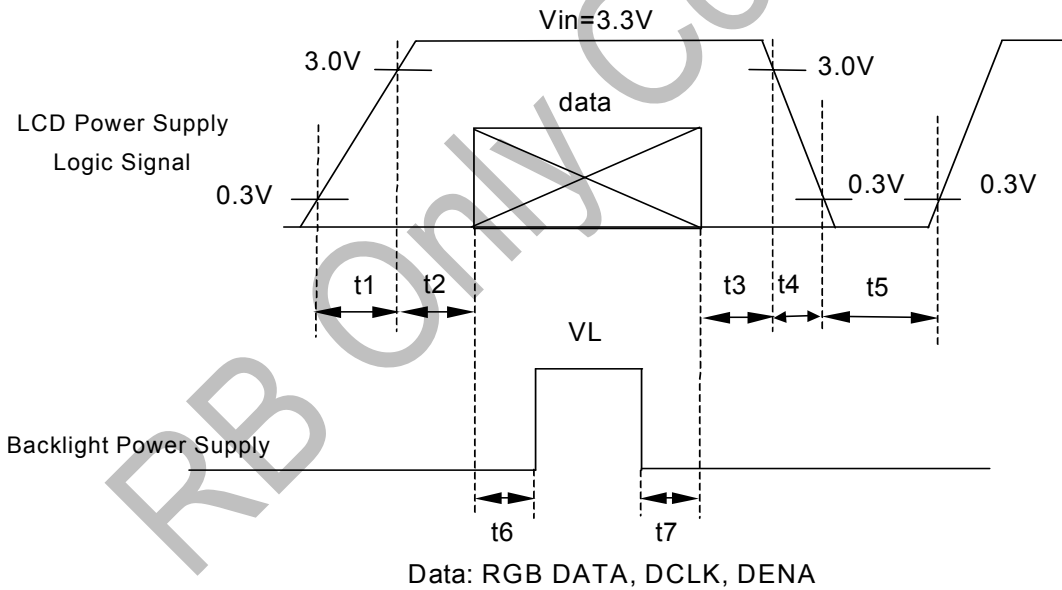 Vin=3.3V
3.0V
3.0V
data
LCD Power Supply
Logic Signal
0.3V
0.3V
0.3V
t1
t2
t3
t4
t5
VL
Backlight Power Supply
t6
t7
Data: RGB DATA, DCLK, DENA
RB Only Co